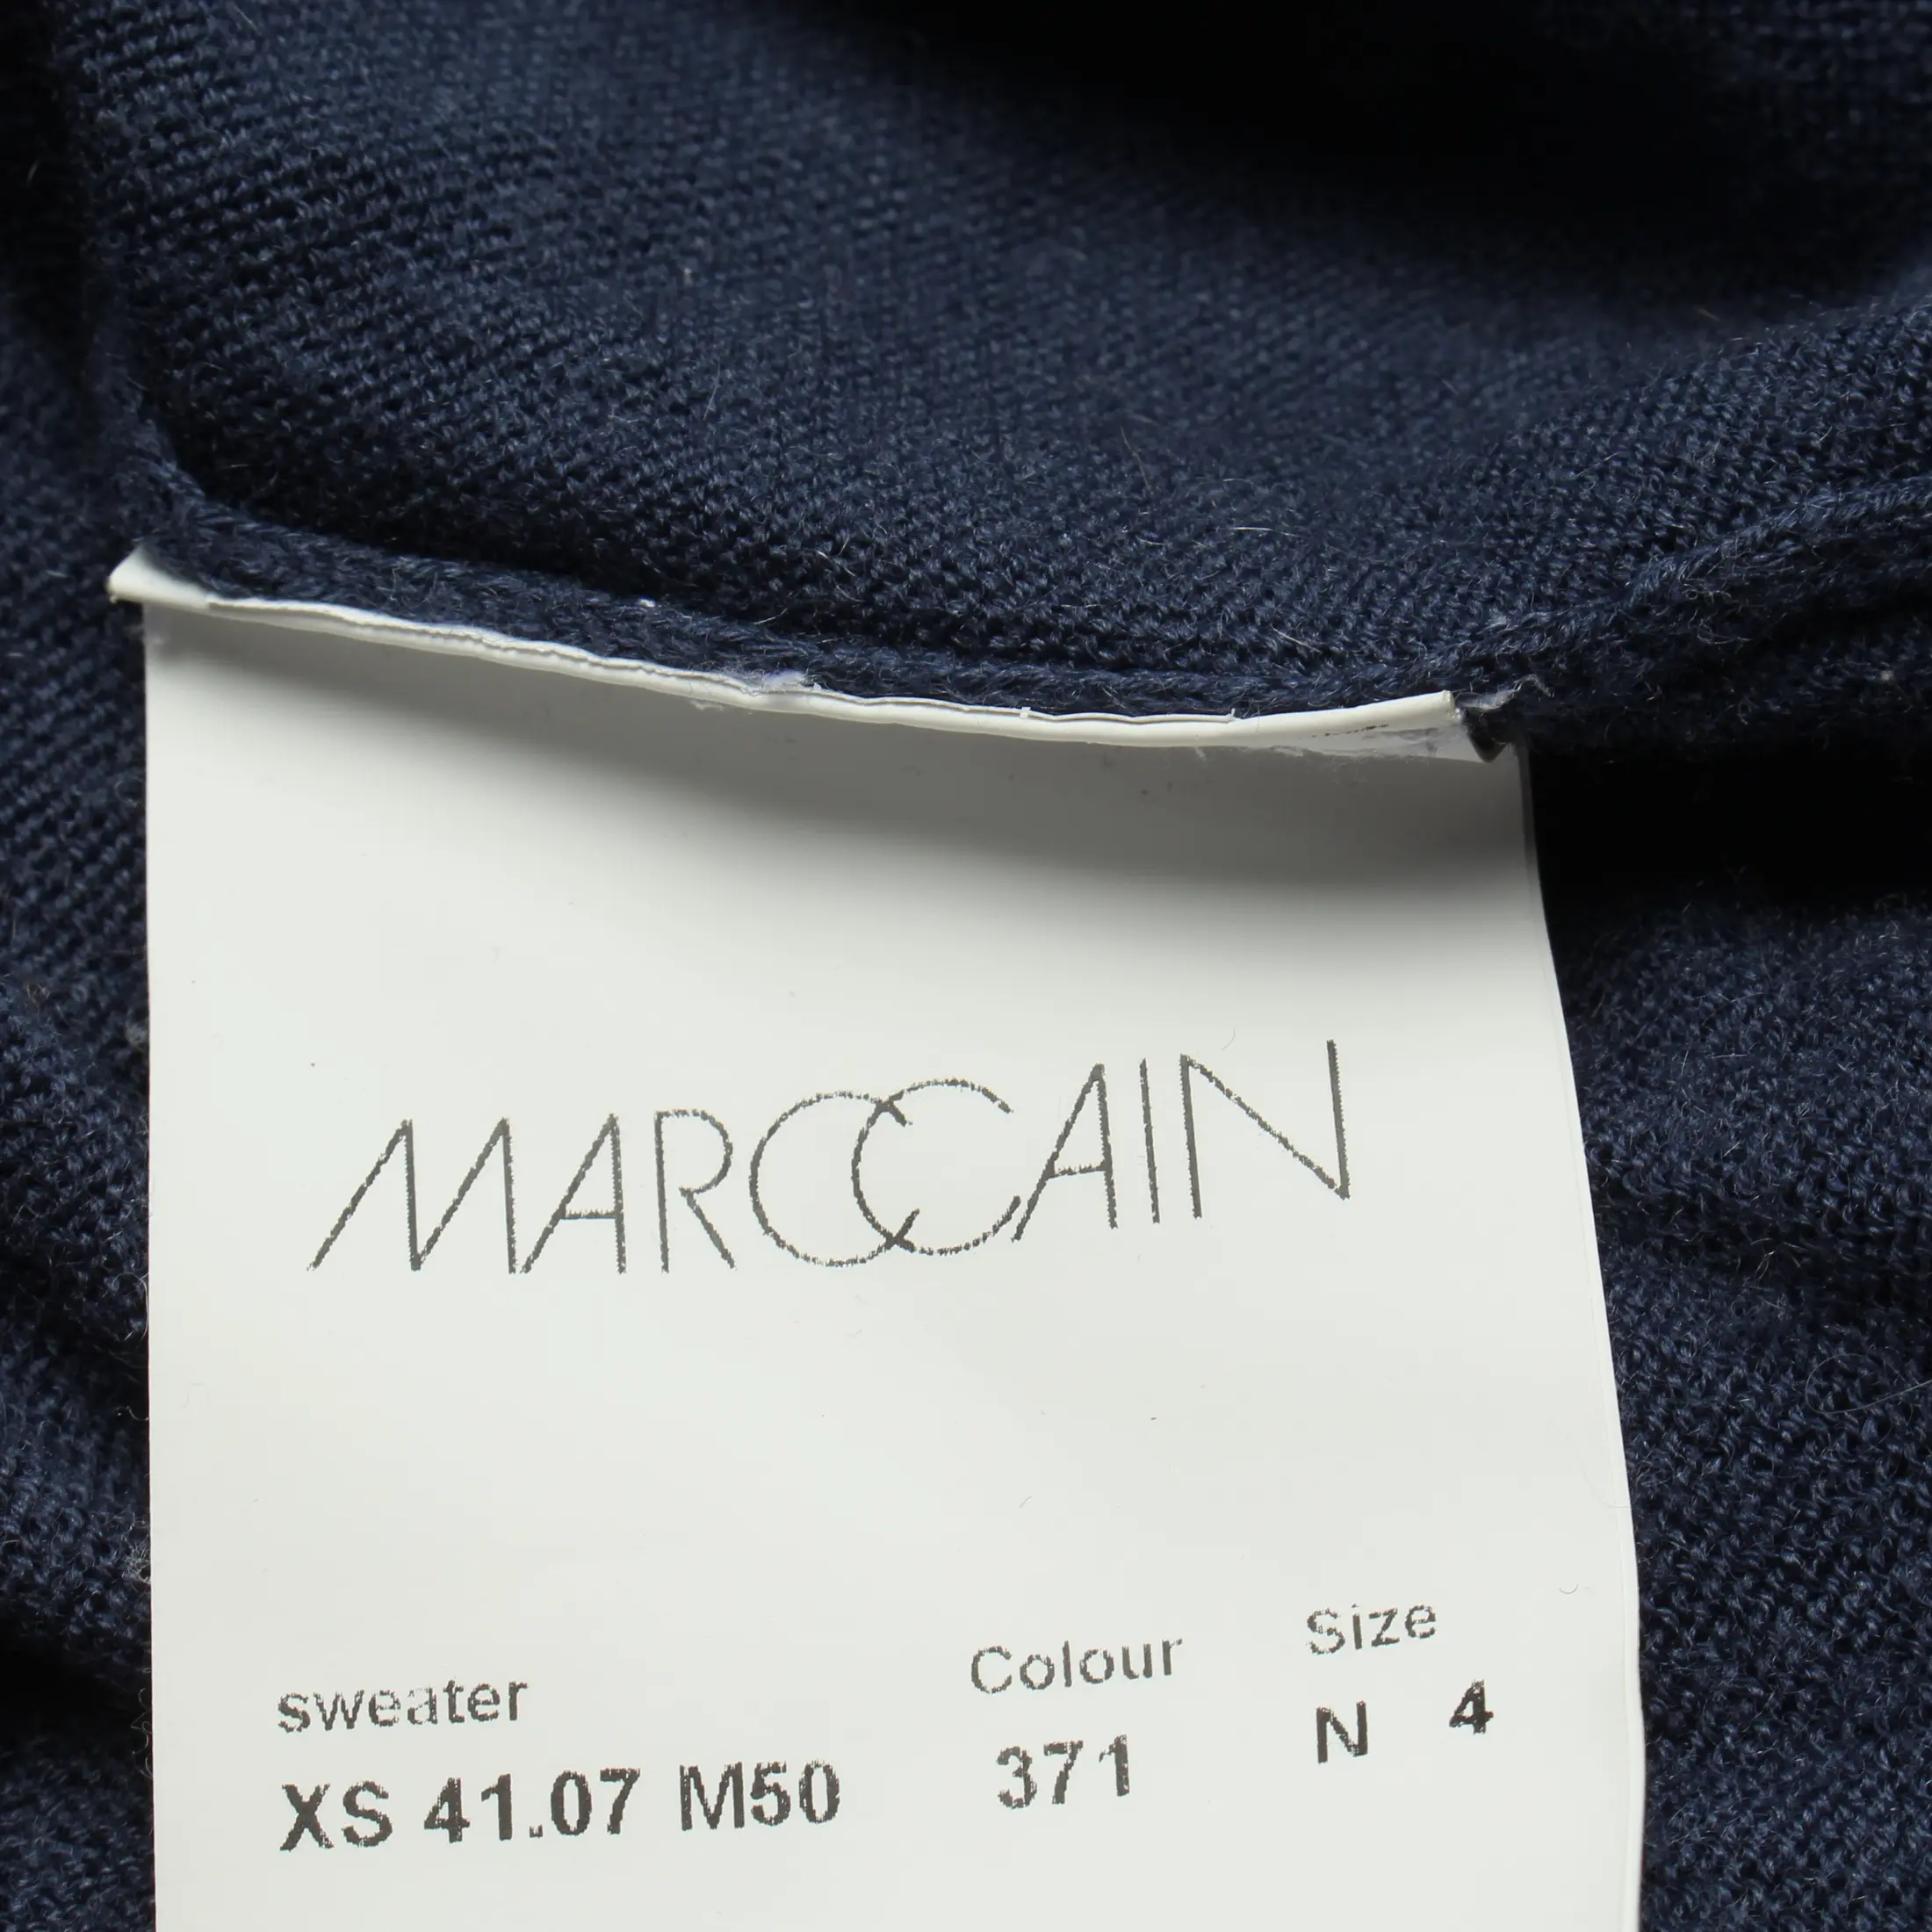 MARCCAIN
sweater Colour Size
XS 41.07 M50 371 N 4